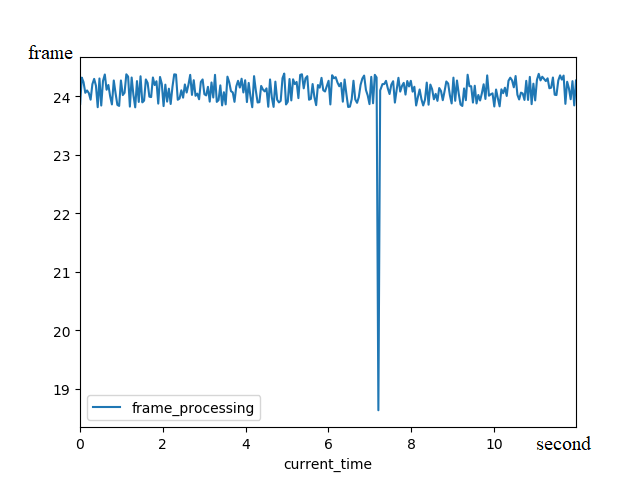 frame
24
23
22
21
20
19
frame_processing
0 2 4 6 8 10 second
current_time